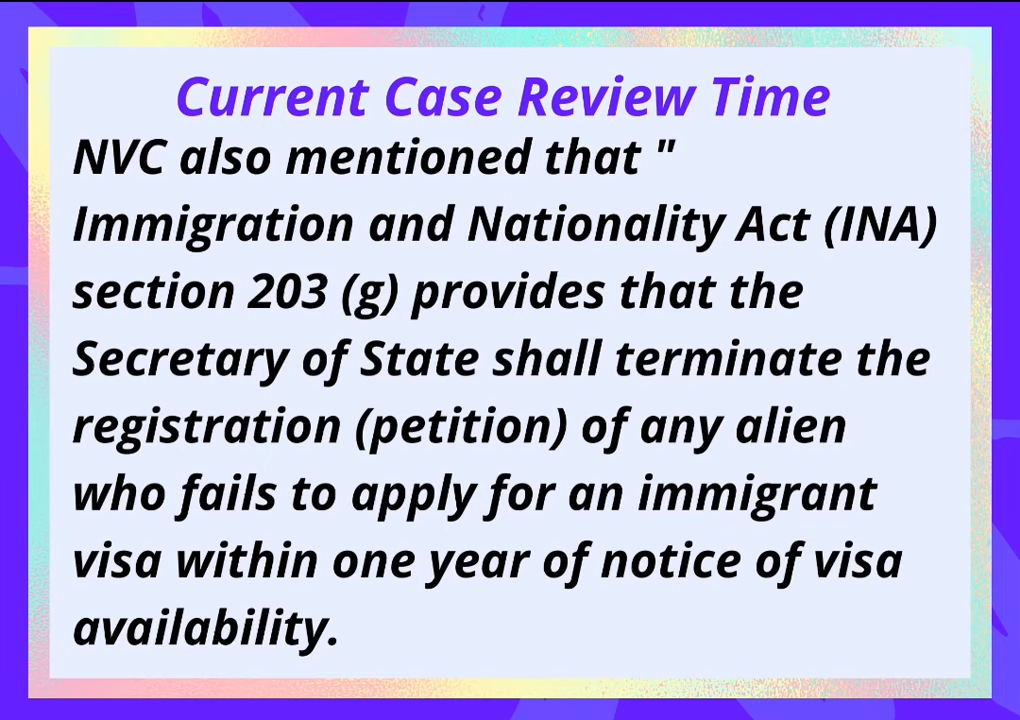 Current Case Review Time
NVC also mentioned that "
Immigration and Nationality Act (INA)
section 203 (g) provides that the
Secretary of State shall terminate the
registration (petition) of any alien
who fails to apply for an immigrant
visa within one year of notice of visa
availability.